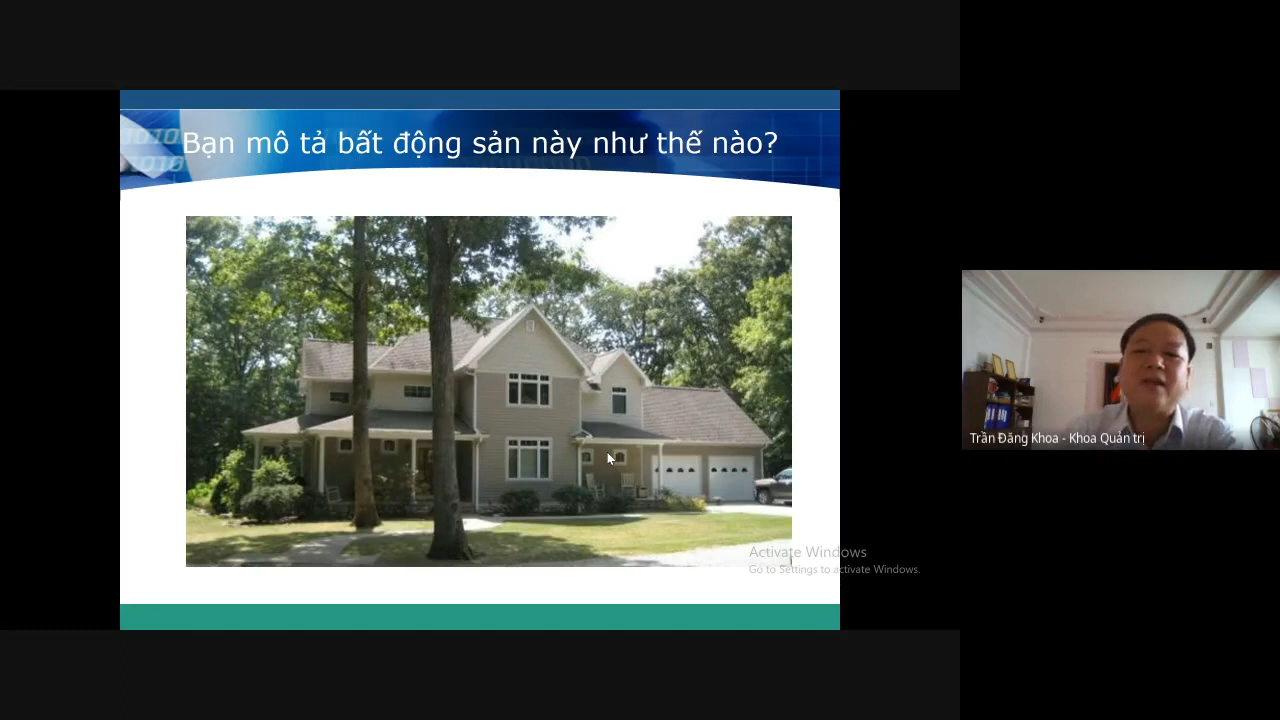 Bạn mô tả bất động sản này như thế nào?
Activate Windows
Go to Settings to activate Windows.
Trần Đăng Khoa - Khoa Quản trị